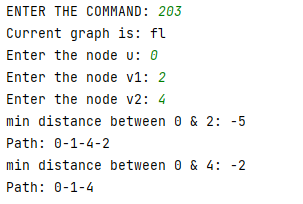 ENTER THE COMMAND: 203
Current graph is: fl
Enter the node u: 0
Enter the node v1: 2
Enter the node v2: 4
min distance between 0 & 2: -5
Path: 0-1-4-2
min distance between 0 & 4: -2
Path: 0-1-4